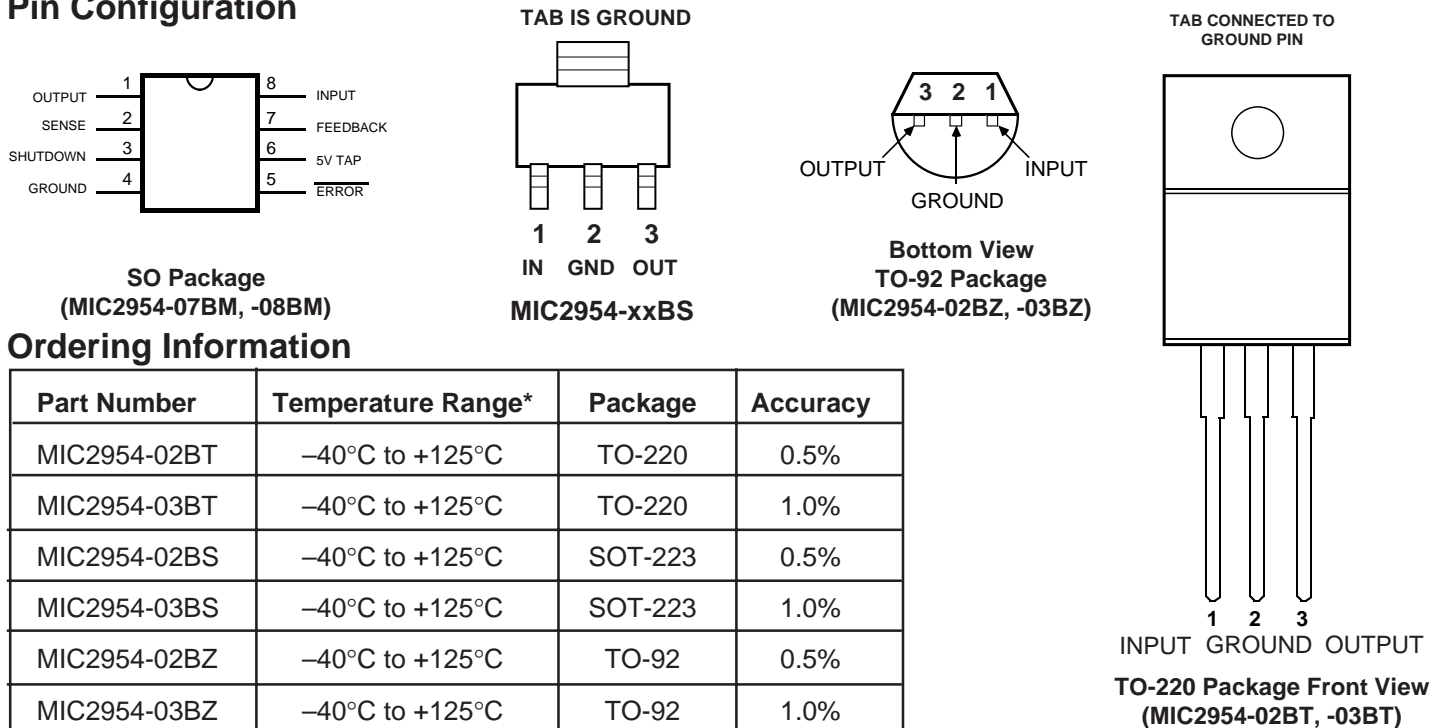 Pin Configuration
OUTPUT 1
SENSE 2
SHUTDOWN 3
GROUND 4
8 INPUT
7 FEEDBACK
6 5V TAP
5 ERROR
SO Package
(MIC2954-07BM, -08BM)
TAB IS GROUND
1 2 3
IN GND OUT
MIC2954-xxBS
3 2 1
OUTPUT INPUT
GROUND
Bottom View
TO-92 Package
(MIC2954-02BZ, -03BZ)
TAB CONNECTED TO
GROUND PIN
1 2 3
INPUT GROUND OUTPUT
TO-220 Package Front View
(MIC2954-02BT, -03BT)
Ordering Information
Part Number Temperature Range* Package Accuracy
MIC2954-02BT –40°C to +125°C TO-220 0.5%
MIC2954-03BT –40°C to +125°C TO-220 1.0%
MIC2954-02BS –40°C to +125°C SOT-223 0.5%
MIC2954-03BS –40°C to +125°C SOT-223 1.0%
MIC2954-02BZ –40°C to +125°C TO-92 0.5%
MIC2954-03BZ –40°C to +125°C TO-92 1.0%